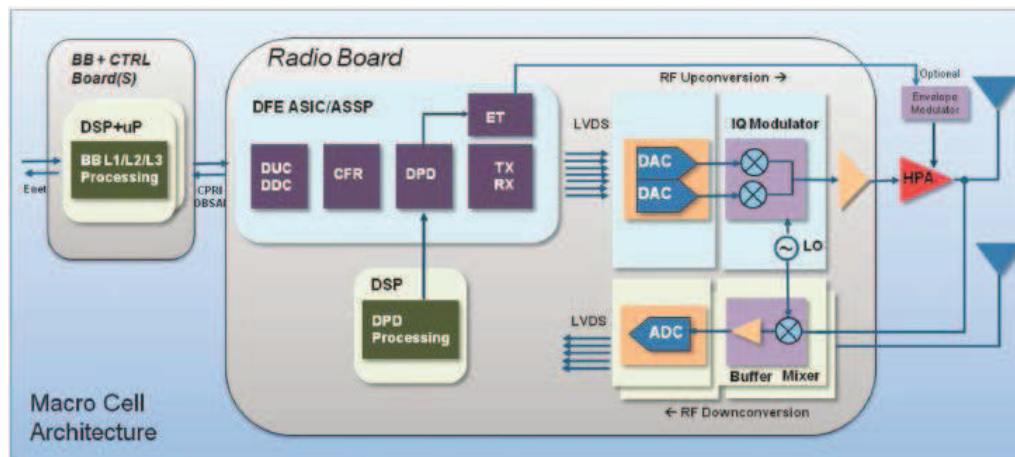 BB + CTRL
Board(S)
DSP+uP
BB L1/L2/L3
Processing
Enet
CPRI
OBSAI
Radio Board
DFE ASIC/ASSP
ET
DUC
DDC
CFR
DPD
TX
RX
DSP
DPD
Processing
LVDS
RF Upconversion →
DAC
DAC
IQ Modulator
LO
Optional
Envelope
Modulator
HPA
LVDS
ADC
Buffer
Mixer
← RF Downconversion
Macro Cell
Architecture